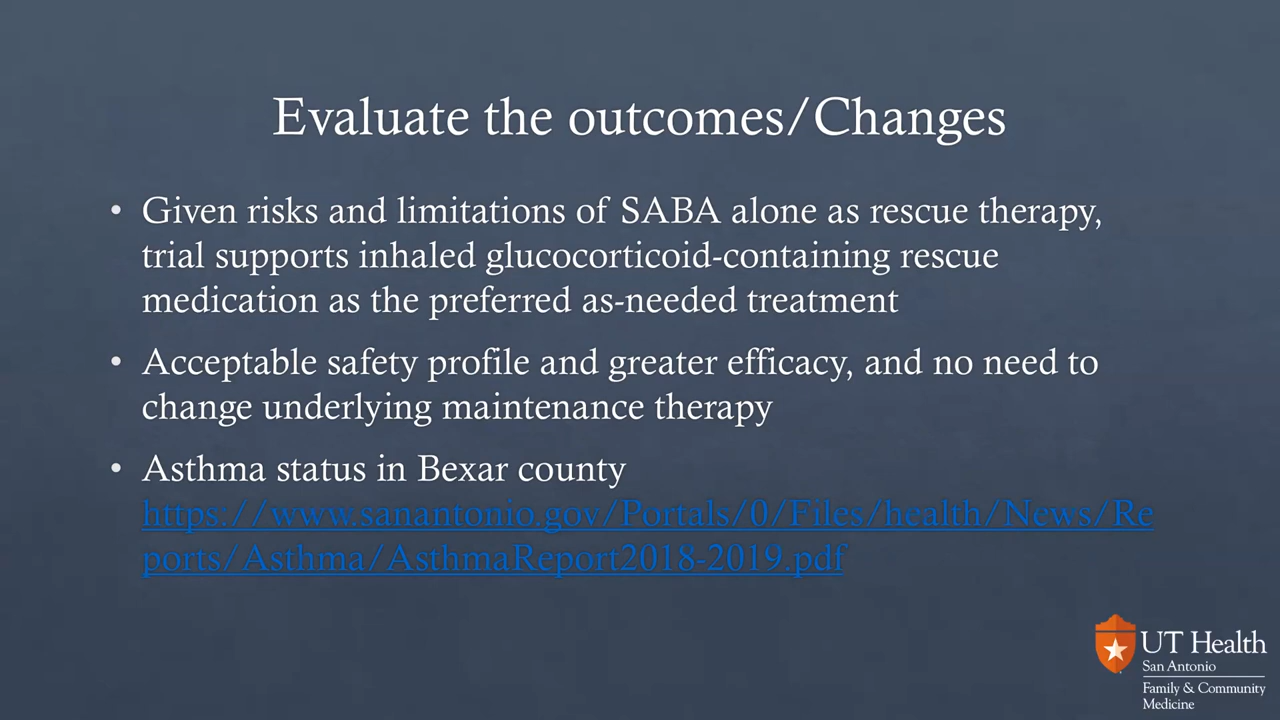 Evaluate the outcomes/Changes
• Given risks and limitations of SABA alone as rescue therapy,
trial supports inhaled glucocorticoid-containing rescue
medication as the preferred as-needed treatment
• Acceptable safety profile and greater efficacy, and no need to
change underlying maintenance therapy
• Asthma status in Bexar county
https://www.sanantonio.gov/Portals/0/Files/health/News/Re
ports/Asthma/AsthmaReport2018-2019.pdf
UT Health
San Antonio
Family & Community
Medicine